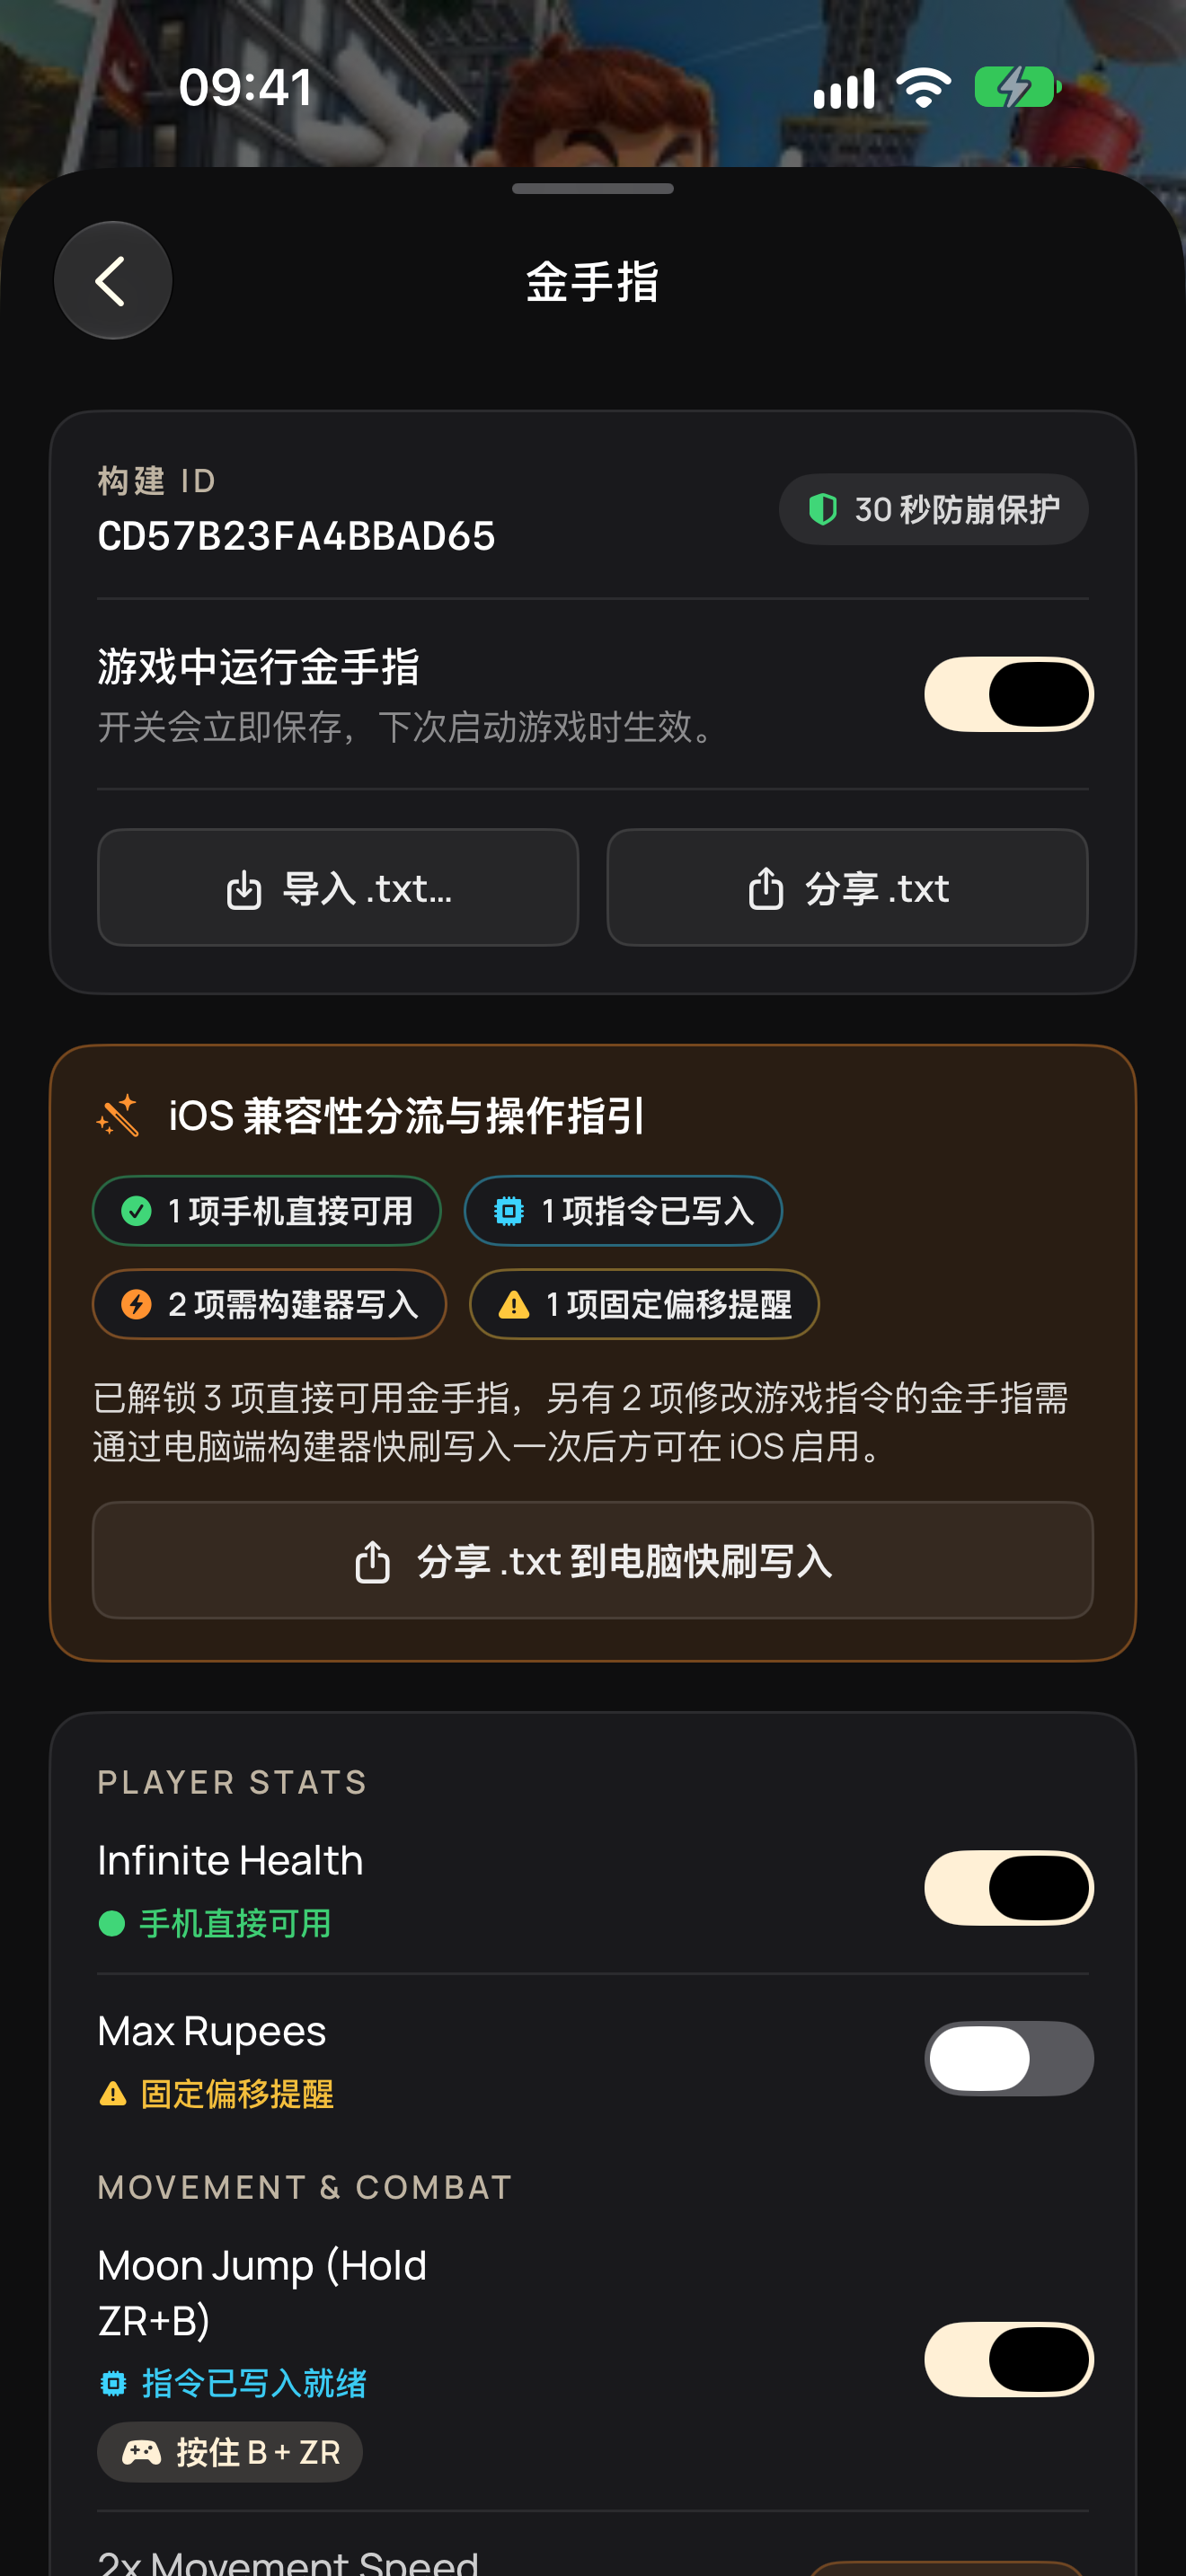 09:41
金手指
构建 ID
CD57B23FA4BBAD65
30 秒防崩保护
游戏中运行金手指
开关会立即保存，下次启动游戏时生效。
导入 .txt...
分享 .txt
iOS 兼容性分流与操作指引
1 项手机直接可用
1 项指令已写入
2 项需构建器写入
1 项固定偏移提醒
已解锁 3 项直接可用金手指，另有 2 项修改游戏指令的金手指需
通过电脑端构建器快刷写入一次后方可在 iOS 启用。
分享 .txt 到电脑快刷写入
PLAYER STATS
Infinite Health
手机直接可用
Max Rupees
固定偏移提醒
MOVEMENT & COMBAT
Moon Jump (Hold
ZR+B)
指令已写入就绪
按住 B + ZR
2x Movement Speed